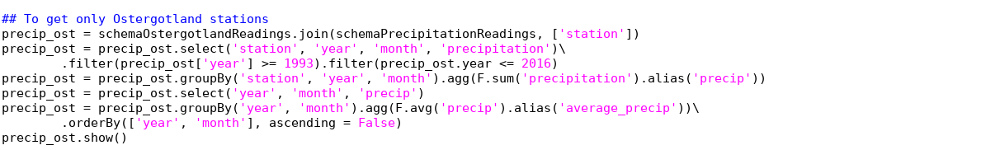 ## To get only Ostergotland stations
precip_ost = schemaOstergotlandReadings.join(schemaPrecipitationReadings, ['station'])
precip_ost = precip_ost.select('station', 'year', 'month', 'precipitation')\
        .filter(precip_ost['year'] >= 1993).filter(precip_ost.year <= 2016)
precip_ost = precip_ost.groupBy('station', 'year', 'month').agg(F.sum('precipitation').alias('precip'))
precip_ost = precip_ost.select('year', 'month', 'precip')
precip_ost = precip_ost.groupBy('year', 'month').agg(F.avg('precip').alias('average_precip'))\
        .orderBy(['year', 'month'], ascending = False)
precip_ost.show()